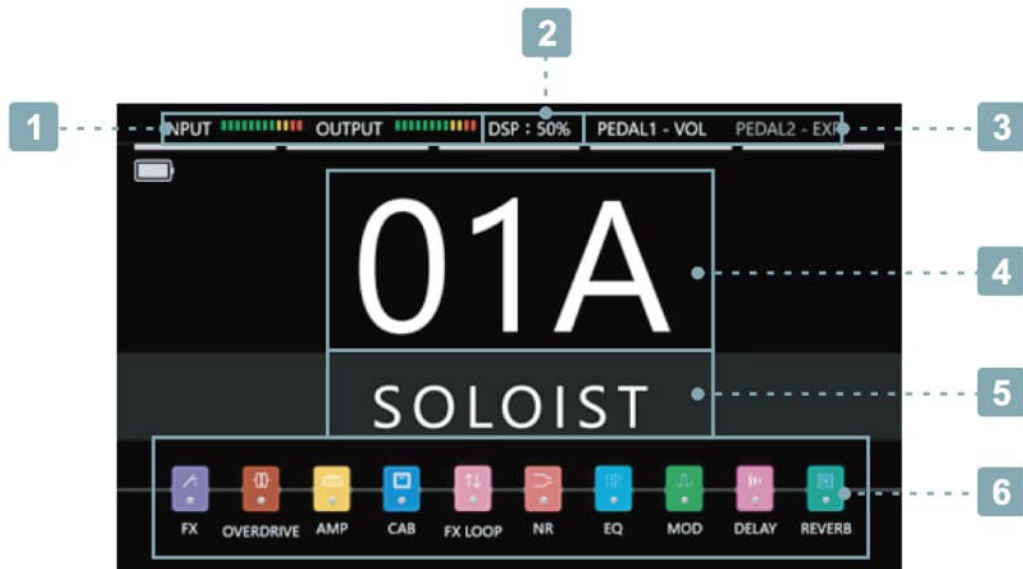 2
1
NPUT OUTPUT DSP : 50% PEDAL1 - VOL PEDAL2 - EXP
3
01A
4
SOLOIST
5
FX OVERDRIVE AMP CAB FX LOOP NR EQ MOD DELAY REVERB
6